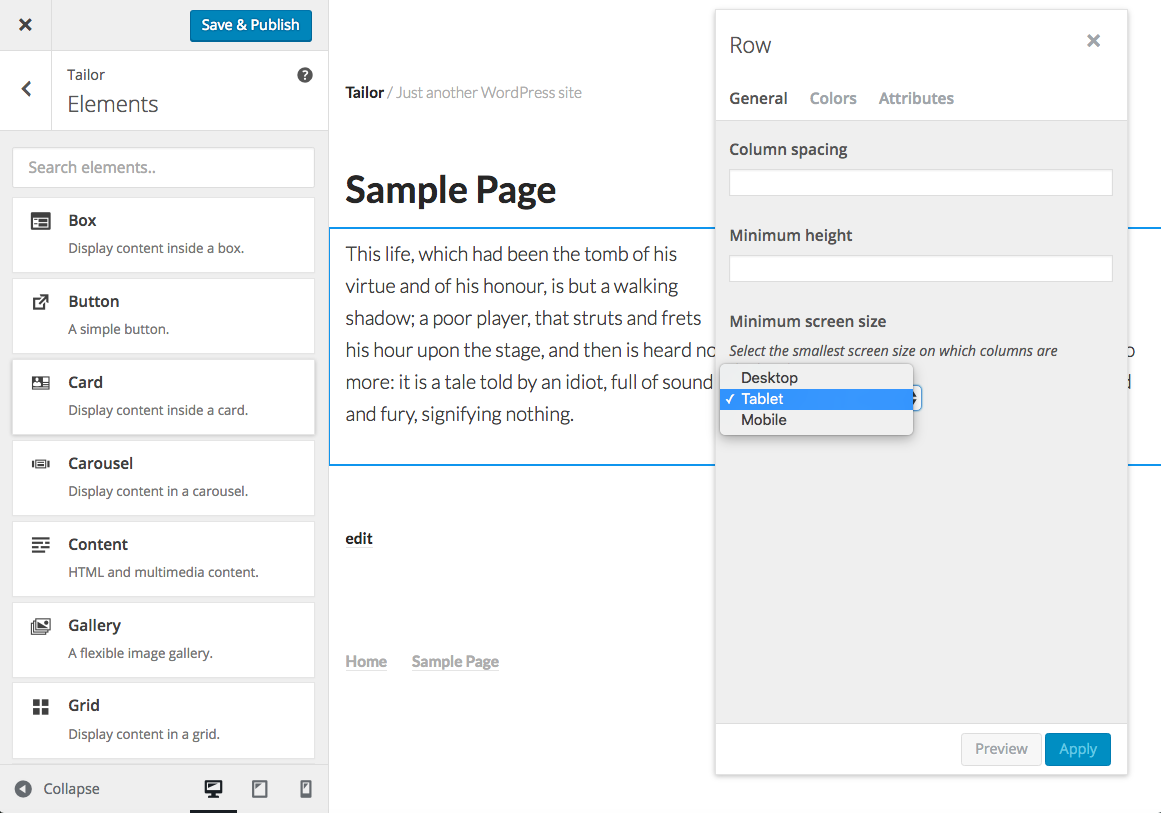 Save & Publish
Tailor
Elements
Search elements..
Box
Display content inside a box.
Button
A simple button.
Card
Display content inside a card.
Carousel
Display content in a carousel.
Content
HTML and multimedia content.
Gallery
A flexible image gallery.
Grid
Display content in a grid.
Collapse
Tailor / Just another WordPress site
Sample Page
This life, which had been the tomb of his
virtue and of his honour, is but a walking
shadow; a poor player, that struts and frets
his hour upon the stage, and then is heard no
more: it is a tale told by an idiot, full of sound
and fury, signifying nothing.
edit
Home Sample Page
Row
General Colors Attributes
Column spacing
Minimum height
Minimum screen size
Select the smallest screen size on which columns are
Desktop
✓ Tablet
Mobile
Preview Apply